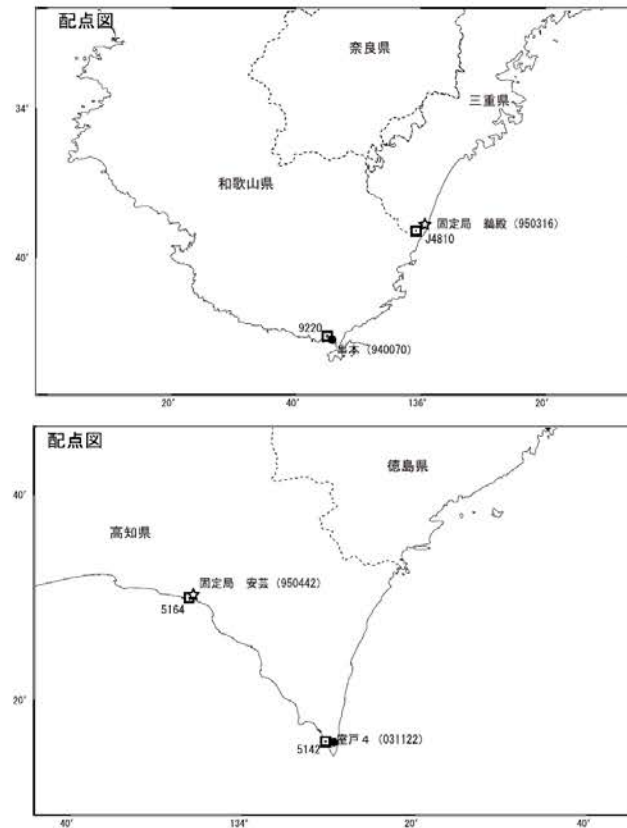 配点図
奈良県
34'
三重県
和歌山県
固定局 鵜殿 (950316)
J4810
40'
9220
串本 (940070)
20' 40' 136° 20'
配点図
徳島県
40'
高知県
固定局 安芸 (950442)
5164
20'
5142
室戸4 (031122)
40' 134° 20' 40'